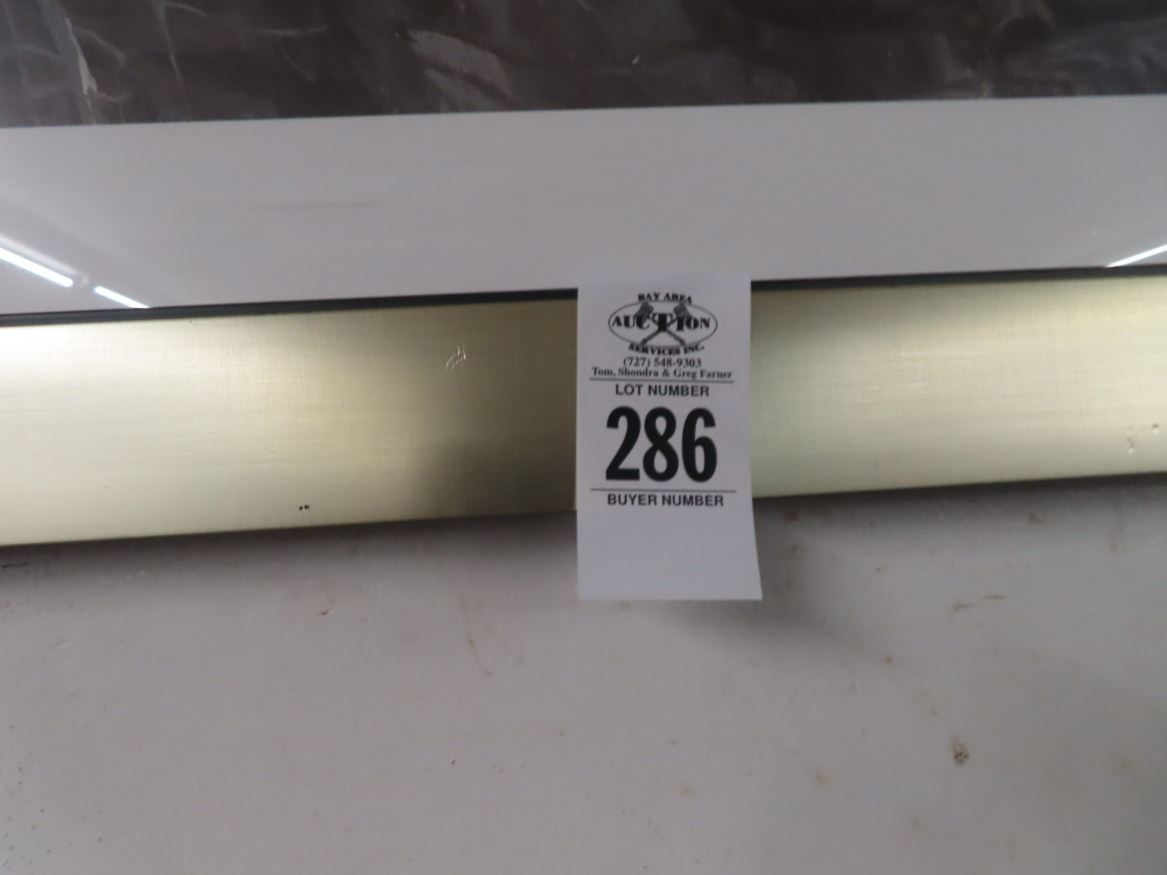 BAY AREA
AUCTION
SERVICES INC.
(727) 548-9303
Tom, Shondra & Greg Farner
LOT NUMBER
286
BUYER NUMBER